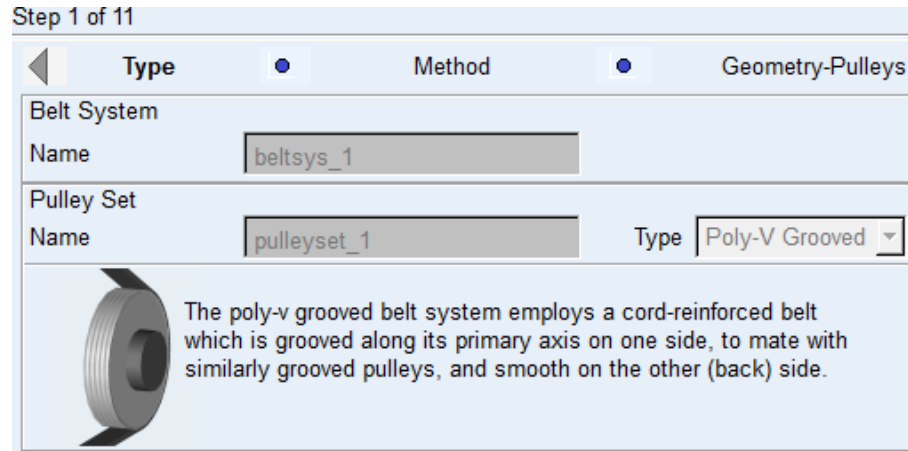 Step 1 of 11
Type Method Geometry-Pulleys
Belt System
Name beltsys_1
Pulley Set
Name pulleyset_1 Type Poly-V Grooved
The poly-v grooved belt system employs a cord-reinforced belt
which is grooved along its primary axis on one side, to mate with
similarly grooved pulleys, and smooth on the other (back) side.